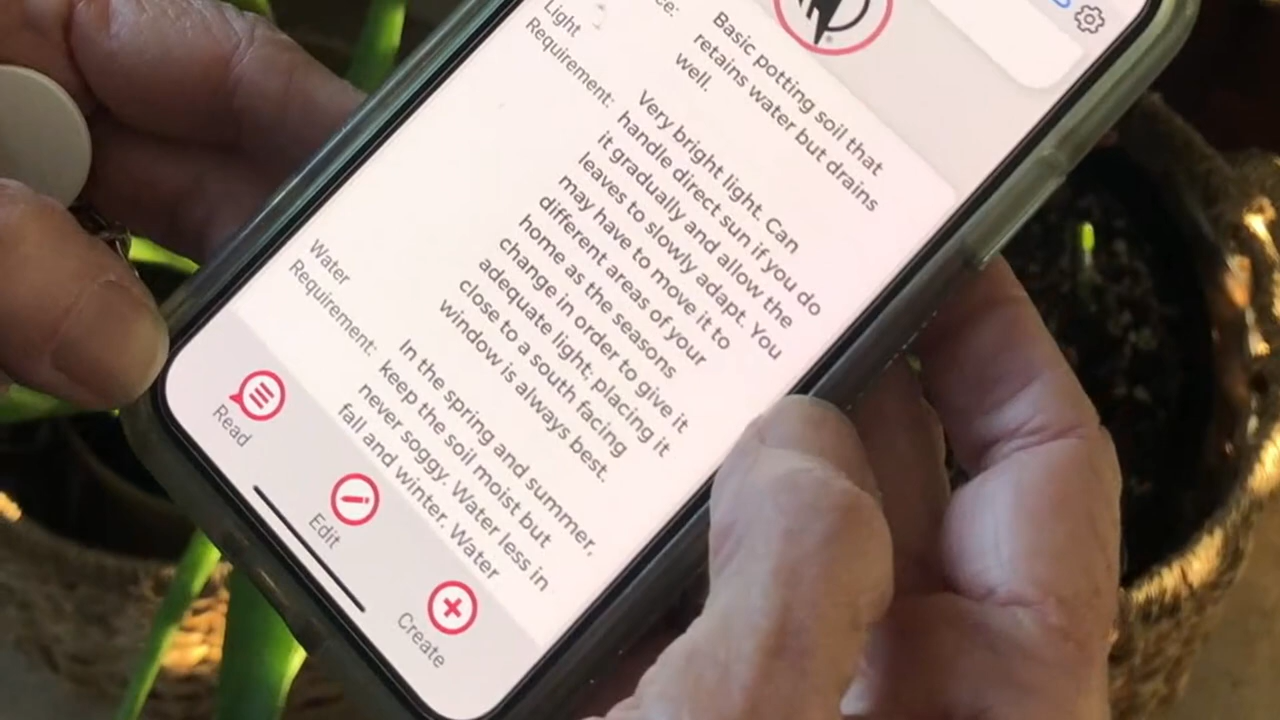 ce:
Basic potting soil that
retains water but drains
well.
Light
Requirement:
Very bright light. Can
handle direct sun if you do
it gradually and allow the
leaves to slowly adapt. You
may have to move it to
different areas of your
home as the seasons
change in order to give it
adequate light; placing it
close to a south facing
window is always best.
Water
Requirement:
In the spring and summer,
keep the soil moist but
never soggy. Water less in
fall and winter. Water
Read
Edit
Create